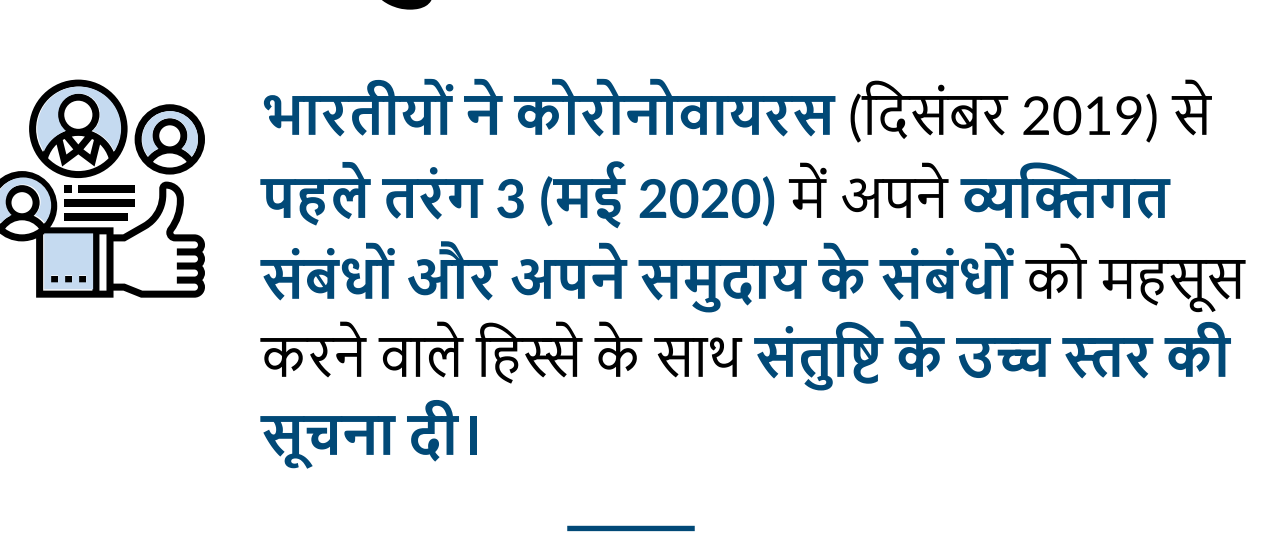 भारतीयों ने कोरोनोवायरस (दिसंबर 2019) से
पहले तरंग 3 (मई 2020) में अपने व्यक्तिगत
संबंधों और अपने समुदाय के संबंधों को महसूस
करने वाले हिस्से के साथ संतुष्टि के उच्च स्तर की
सूचना दी।